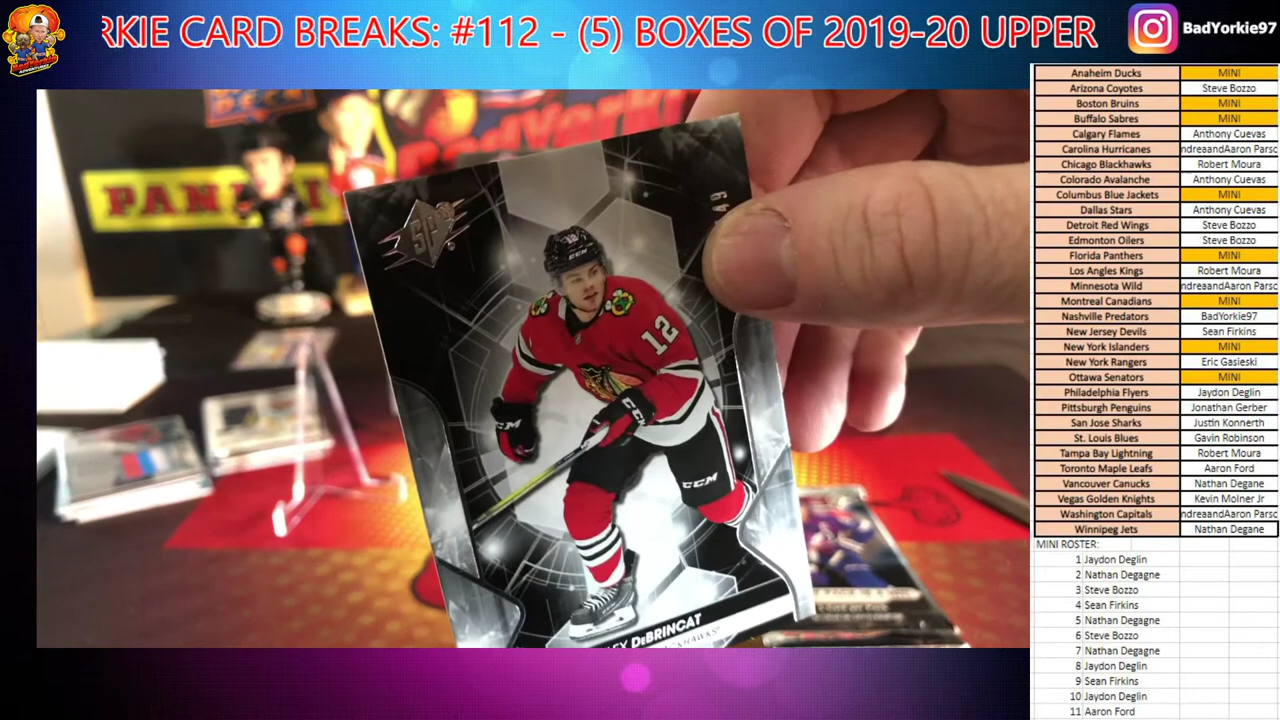 RKIE CARD BREAKS: #112 - (5) BOXES OF 2019-20 UPPER
BadYorkie97
PANINI
BadYorkie
SPX
49
12
CCM
DEBRINCAT
Anaheim Ducks MINI
Arizona Coyotes Steve Bozzo
Boston Bruins MINI
Buffalo Sabres MINI
Calgary Flames Anthony Cuevas
Carolina Hurricanes ndreaandAaron Parsc
Chicago Blackhawks Robert Moura
Colorado Avalanche Anthony Cuevas
Columbus Blue Jackets MINI
Dallas Stars Anthony Cuevas
Detroit Red Wings Steve Bozzo
Edmonton Oilers Steve Bozzo
Florida Panthers MINI
Los Angles Kings Robert Moura
Minnesota Wild ndreaandAaron Parsc
Montreal Canadians MINI
Nashville Predators BadYorkie97
New Jersey Devils Sean Firkins
New York Islanders MINI
New York Rangers Eric Gasieski
Ottawa Senators MINI
Philadelphia Flyers Jaydon Deglin
Pittsburgh Penguins Jonathan Gerber
San Jose Sharks Justin Konnerth
St. Louis Blues Gavin Robinson
Tampa Bay Lightning Robert Moura
Toronto Maple Leafs Aaron Ford
Vancouver Canucks Nathan Degane
Vegas Golden Knights Kevin Molner Jr
Washington Capitals ndreaandAaron Parsc
Winnipeg Jets Nathan Degane
MINI ROSTER:
1 Jaydon Deglin
2 Nathan Degagne
3 Steve Bozzo
4 Sean Firkins
5 Nathan Degagne
6 Steve Bozzo
7 Nathan Degagne
8 Jaydon Deglin
9 Sean Firkins
10 Jaydon Deglin
11 Aaron Ford